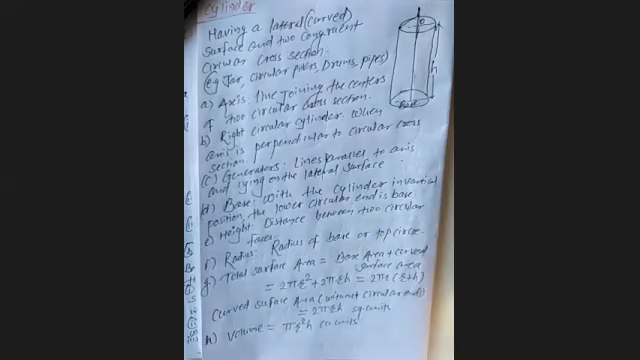 Cylinder
Having a lateral (curved)
surface and two congruent
circular cross section.
(e.g Jar circular pillars, Drums, pipes)
a) Axis: line joining the centers
of two circular cross section.
b) Right circular cylinder: When
axis is perpendicular to circular cross
section.
(c) Generators: Lines parallel to axis
and lying on the lateral surface
d) Base: With the cylinder in vertical
position, the lower circular end is base
e) Height: Distance between two circular
faces
f) Radius: Radius of base or top circle.
g) Total surface Area = Base Area + curved
surface area
= 2πr² + 2πrh = 2πr (r+h)
Curved surface Area (without circular ends)
= 2πrh sq. units
h) Volume = πr²h cu. units
h
Base